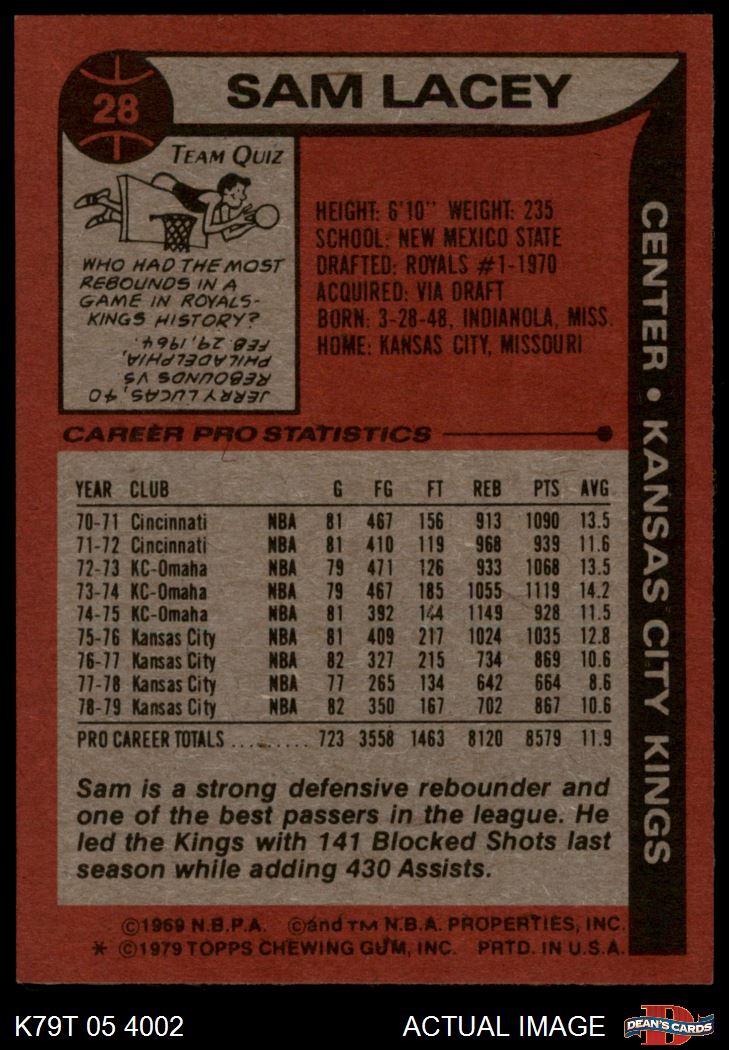 28
SAM LACEY
TEAM QUIZ
WHO HAD THE MOST
REBOUNDS IN A
GAME IN ROYALS-
KINGS HISTORY?
JERRY LUCAS, 40
REBOUNDS VS
PHILADELPHIA,
FEB. 29, 1964.
HEIGHT: 6'10" WEIGHT: 235
SCHOOL: NEW MEXICO STATE
DRAFTED: ROYALS #1-1970
ACQUIRED: VIA DRAFT
BORN: 3-28-48, INDIANOLA, MISS.
HOME: KANSAS CITY, MISSOURI
CENTER • KANSAS CITY KINGS
CAREER PRO STATISTICS
YEAR CLUB G FG FT REB PTS AVG
70-71 Cincinnati NBA 81 467 156 913 1090 13.5
71-72 Cincinnati NBA 81 410 119 968 939 11.6
72-73 KC-Omaha NBA 79 471 126 933 1068 13.5
73-74 KC-Omaha NBA 79 467 185 1055 1119 14.2
74-75 KC-Omaha NBA 81 392 144 1149 928 11.5
75-76 Kansas City NBA 81 409 217 1024 1035 12.8
76-77 Kansas City NBA 82 327 215 734 869 10.6
77-78 Kansas City NBA 77 265 134 642 664 8.6
78-79 Kansas City NBA 82 350 167 702 867 10.6
PRO CAREER TOTALS .......... 723 3558 1463 8120 8579 11.9
Sam is a strong defensive rebounder and
one of the best passers in the league. He
led the Kings with 141 Blocked Shots last
season while adding 430 Assists.
©1969 N.B.P.A. ©and TM N.B.A. PROPERTIES, INC.
* ©1979 TOPPS CHEWING GUM, INC. PRTD. IN U.S.A.
K79T 05 4002 ACTUAL IMAGE
D
DEAN'S CARDS